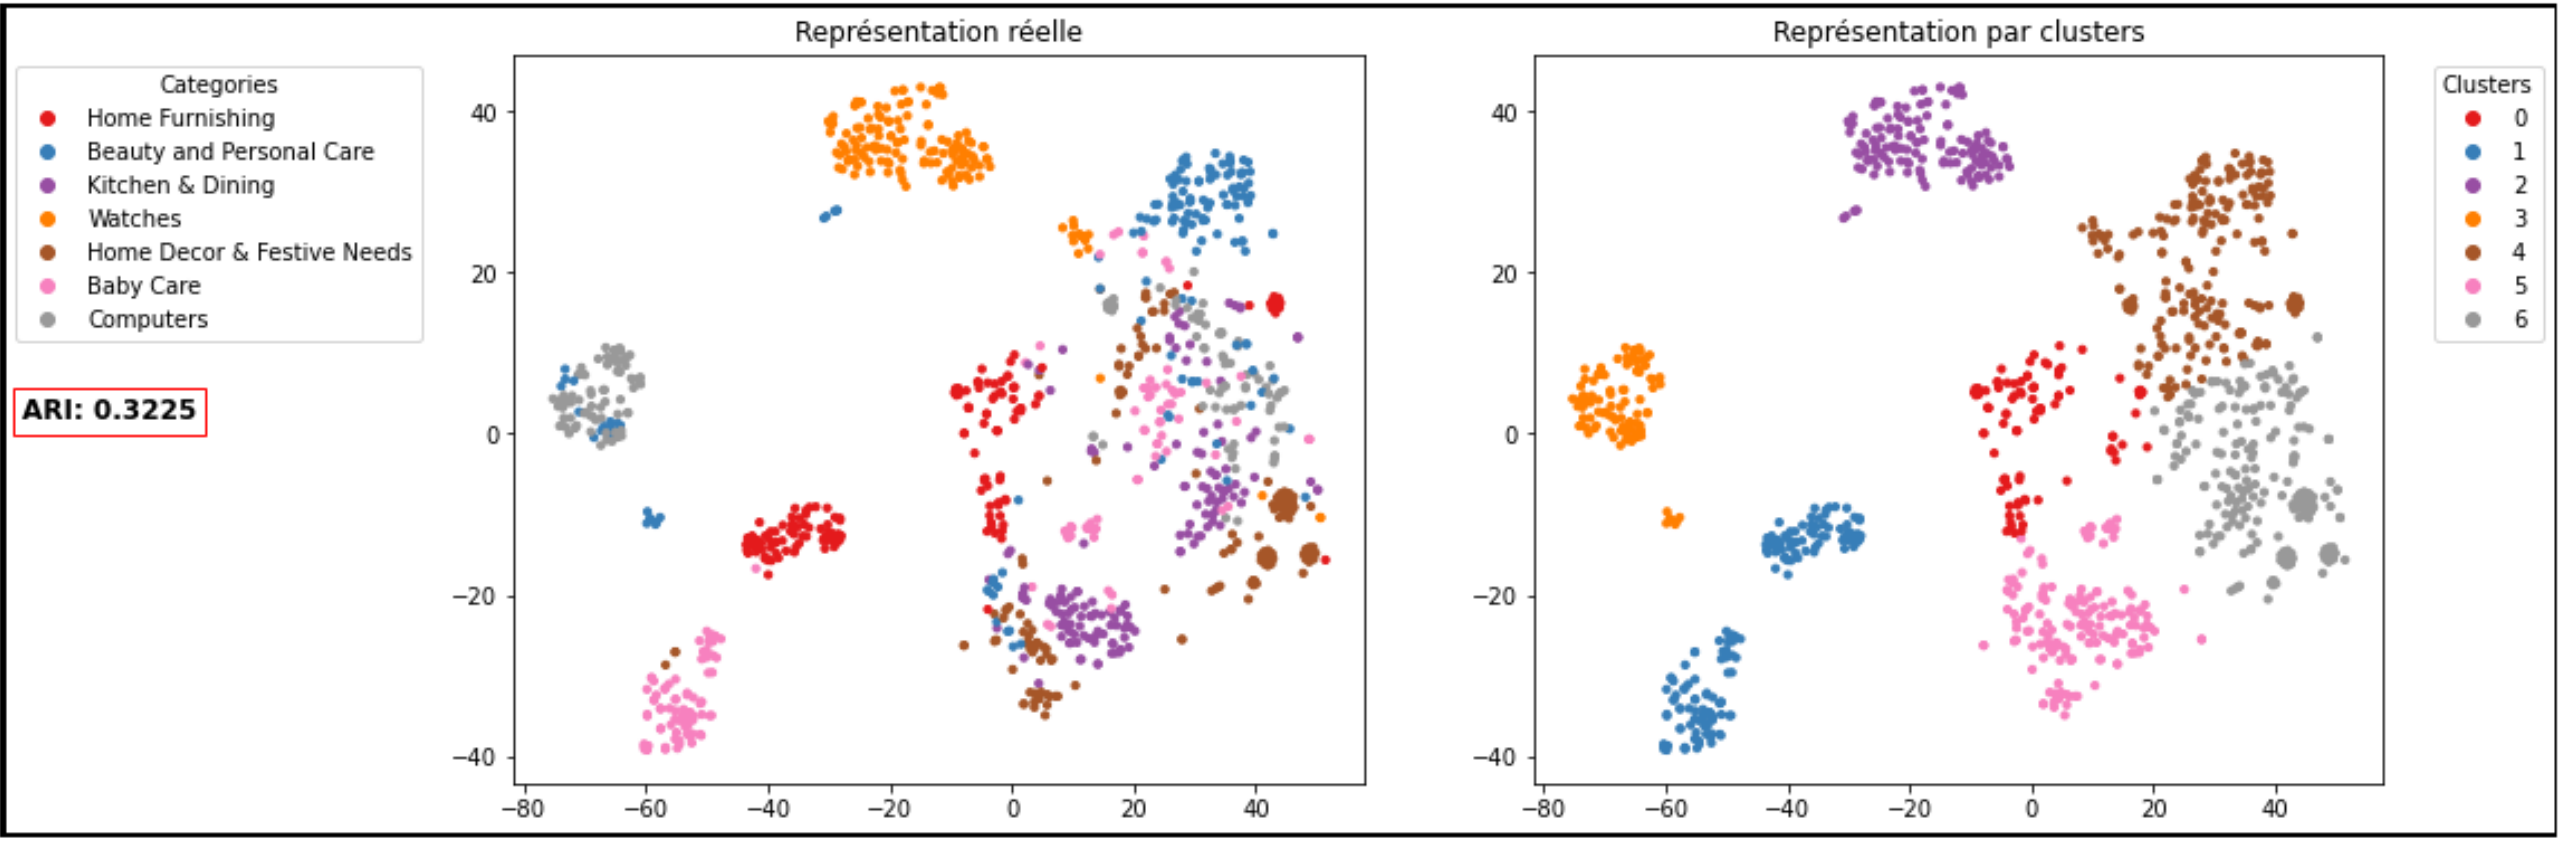 Représentation réelle
Représentation par clusters
Categories
Home Furnishing
Beauty and Personal Care
Kitchen & Dining
Watches
Home Decor & Festive Needs
Baby Care
Computers
ARI: 0.3225
40
20
0
−20
−40
−80
−60
−40
−20
0
20
40
40
20
0
−20
−40
−80
−60
−40
−20
0
20
40
Clusters
0
1
2
3
4
5
6